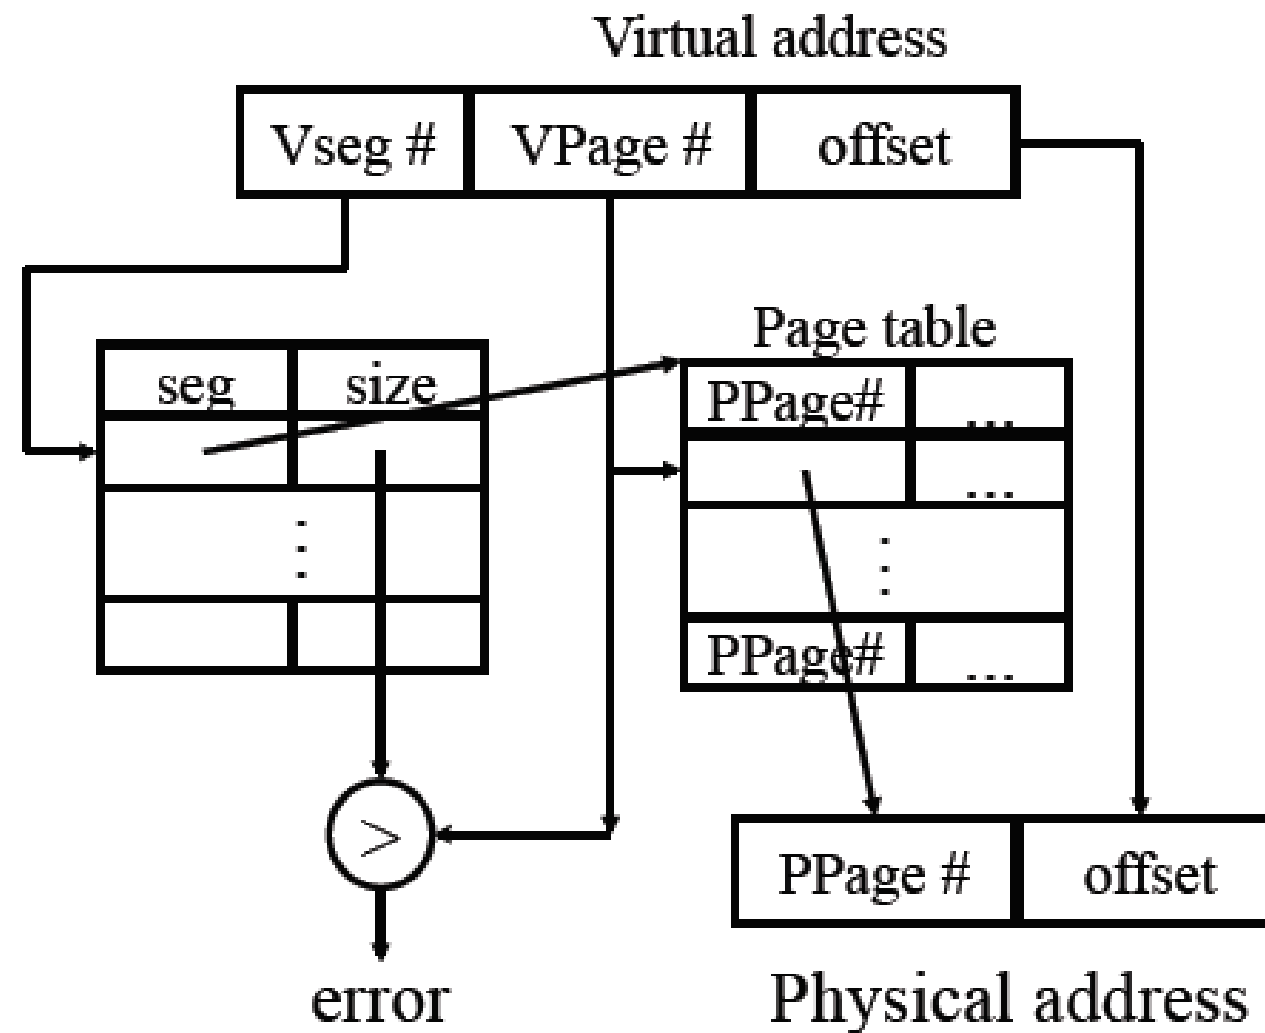 Virtual address
Vseg # VPage # offset
Page table
seg size
PPage# ...
...
⋮
⋮
PPage# ...
>
PPage # offset
error
Physical address